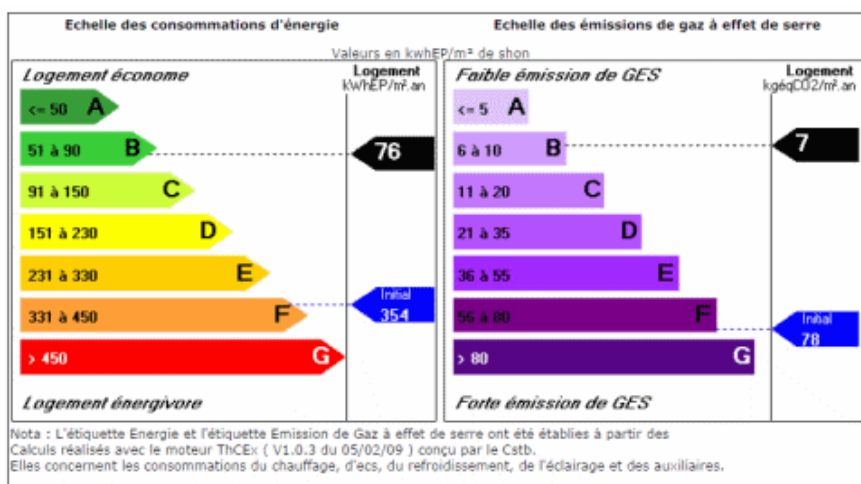 Echelle des consommations d'énergie
Echelle des émissions de gaz à effet de serre
Valeurs en kwhEP/m² de shon
Logement économe
Logement
kWhEP/m².an
<= 50 A
51 à 90 B
76
91 à 150 C
151 à 230 D
231 à 330 E
Initial
354
331 à 450 F
> 450 G
Logement énergivore
Faible émission de GES
Logement
kgéqCO2/m².an
<= 5 A
6 à 10 B
7
11 à 20 C
21 à 35 D
36 à 55 E
56 à 80 F
Initial
78
> 80 G
Forte émission de GES
Nota : L'étiquette Energie et l'étiquette Emission de Gaz à effet de serre ont été établies à partir des
Calculs réalisés avec le moteur ThCEx ( V1.0.3 du 05/02/09 ) conçu par le Cstb.
Elles concernent les consommations du chauffage, d'ecs, du refroidissement, de l'éclairage et des auxiliaires.